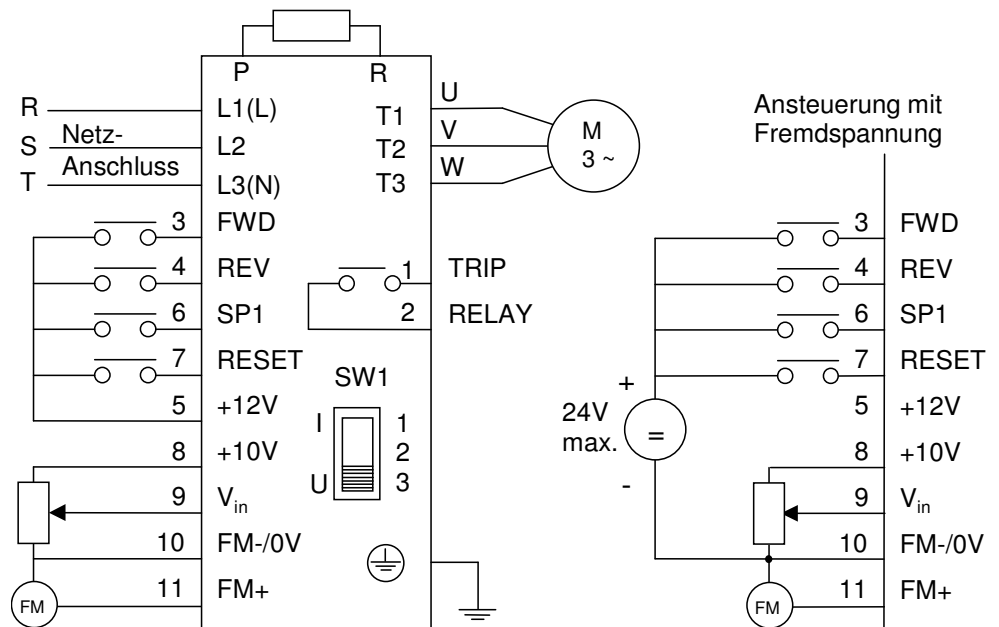 P R
R L1(L) T1 U
S Netz- L2 T2 V
T Anschluss L3(N) T3 W
M
3 ~
3 FWD
4 REV
6 SP1
7 RESET
5 +12V
8 +10V
9 Vin
10 FM-/0V
11 FM+
FM
1 TRIP
2 RELAY
SW1
I 1
2
U 3
Ansteuerung mit
Fremdspannung
3 FWD
4 REV
6 SP1
7 RESET
5 +12V
8 +10V
9 Vin
10 FM-/0V
11 FM+
+
24V
max.
=
-
FM